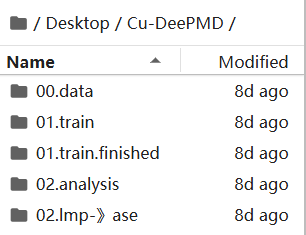 / Desktop / Cu-DeePMD /
Name Modified
00.data 8d ago
01.train 8d ago
01.train.finished 8d ago
02.analysis 8d ago
02.lmp-》ase 8d ago